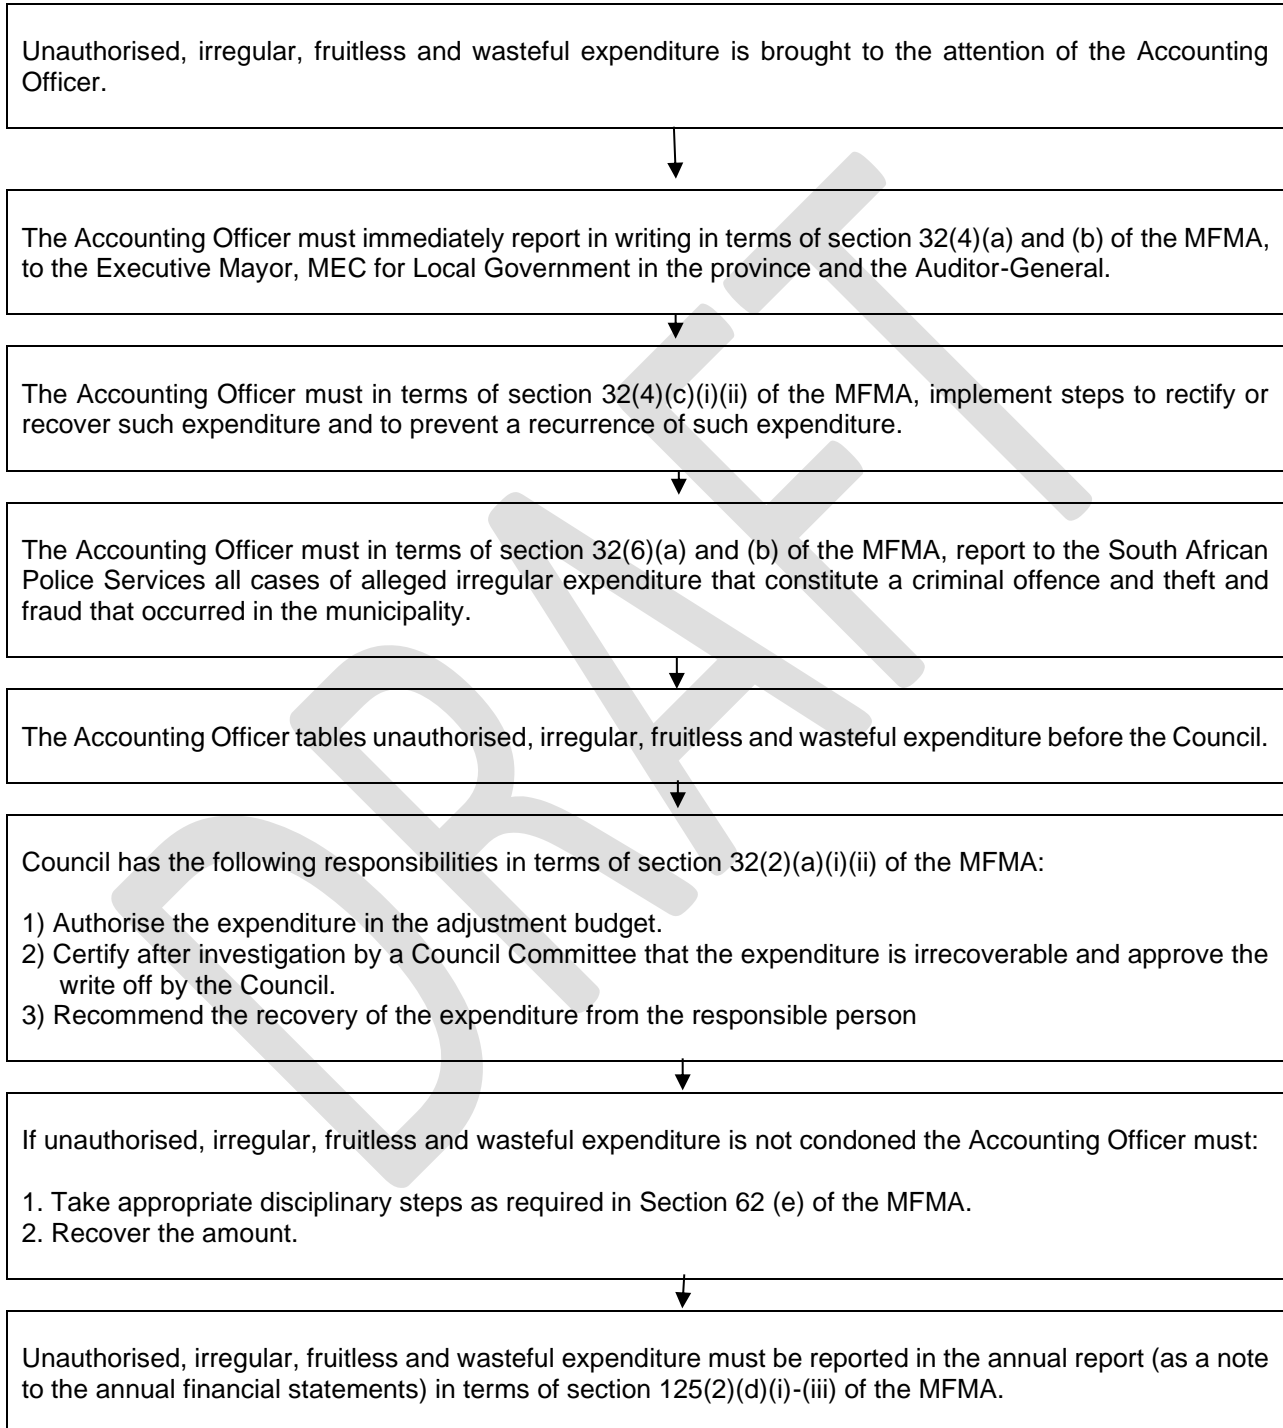 Unauthorised, irregular, fruitless and wasteful expenditure is brought to the attention of the Accounting
Officer.
The Accounting Officer must immediately report in writing in terms of section 32(4)(a) and (b) of the MFMA,
to the Executive Mayor, MEC for Local Government in the province and the Auditor-General.
The Accounting Officer must in terms of section 32(4)(c)(i)(ii) of the MFMA, implement steps to rectify or
recover such expenditure and to prevent a recurrence of such expenditure.
The Accounting Officer must in terms of section 32(6)(a) and (b) of the MFMA, report to the South African
Police Services all cases of alleged irregular expenditure that constitute a criminal offence and theft and
fraud that occurred in the municipality.
The Accounting Officer tables unauthorised, irregular, fruitless and wasteful expenditure before the Council.
Council has the following responsibilities in terms of section 32(2)(a)(i)(ii) of the MFMA:
1) Authorise the expenditure in the adjustment budget.
2) Certify after investigation by a Council Committee that the expenditure is irrecoverable and approve the
write off by the Council.
3) Recommend the recovery of the expenditure from the responsible person
If unauthorised, irregular, fruitless and wasteful expenditure is not condoned the Accounting Officer must:
1. Take appropriate disciplinary steps as required in Section 62 (e) of the MFMA.
2. Recover the amount.
Unauthorised, irregular, fruitless and wasteful expenditure must be reported in the annual report (as a note
to the annual financial statements) in terms of section 125(2)(d)(i)-(iii) of the MFMA.
DRAFT